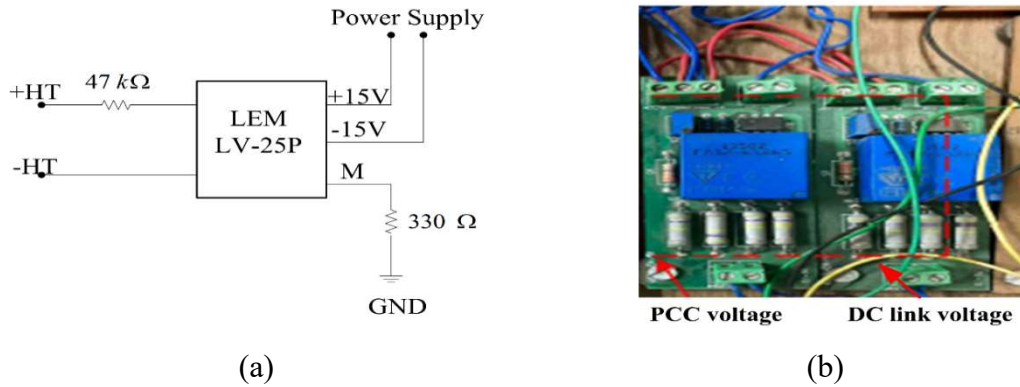 Power Supply
47 kΩ
+HT
-HT
LEM
LV-25P
+15V
-15V
M
330 Ω
GND
PCC voltage
DC link voltage
(a)
(b)